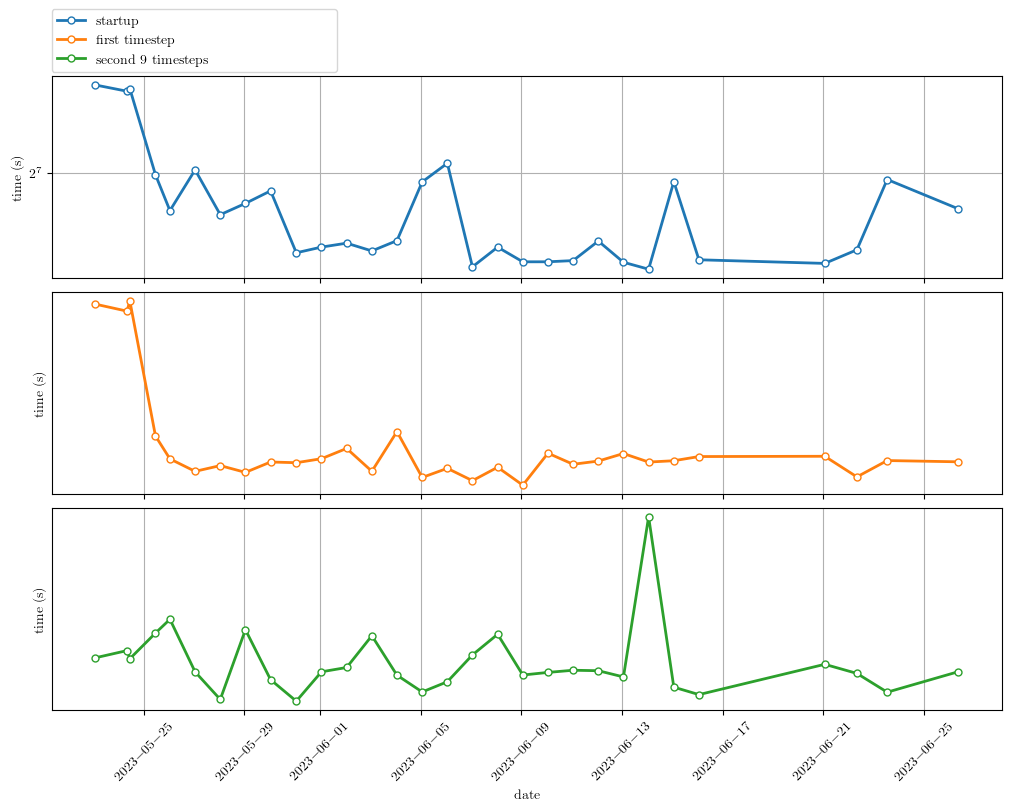 startup
first timestep
second 9 timesteps
time (s)
2^7
time (s)
time (s)
2023−05−25
2023−05−29
2023−06−01
2023−06−05
2023−06−09
2023−06−13
2023−06−17
2023−06−21
2023−06−25
date